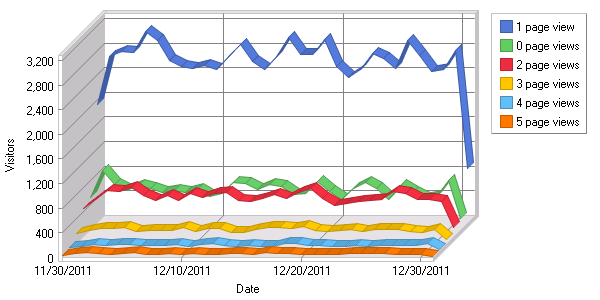 1 page view
0 page views
2 page views
3 page views
4 page views
5 page views
3,200
2,800
2,400
2,000
1,600
1,200
800
400
0
Visitors
11/30/2011
12/10/2011
12/20/2011
12/30/2011
Date